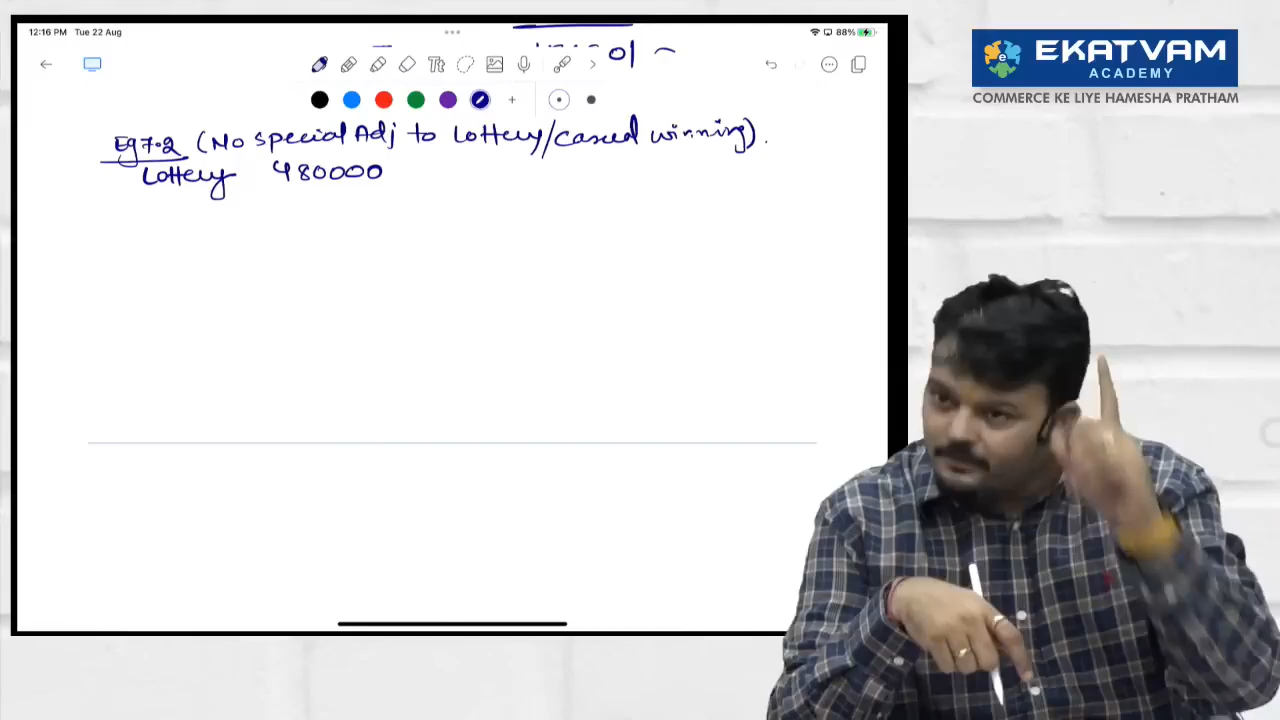 12:16 PM Tue 22 Aug
88%
EKATVAM
ACADEMY
COMMERCE KE LIYE HAMESHA PRATHAM
Tt
Eg 7.2 (No special Adj to Lottery/casual winning).
Lottery 480000